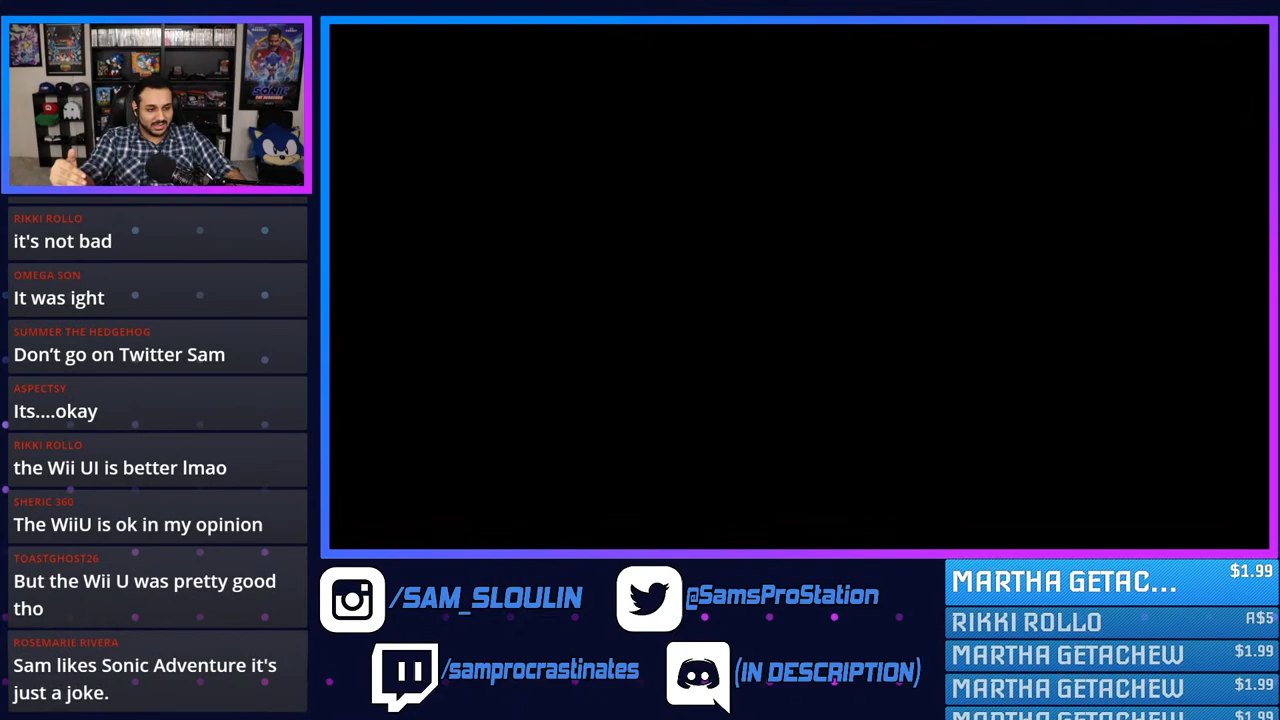 SONIC
RIKKI ROLLO
it's not bad
OMEGA SON
It was ight
SUMMER THE HEDGEHOG
Don’t go on Twitter Sam
ASPECTSY
Its....okay
RIKKI ROLLO
the Wii UI is better lmao
SHERIC 360
The WiiU is ok in my opinion
TOASTGHOST26
But the Wii U was pretty good
tho
ROSEMARIE RIVERA
Sam likes Sonic Adventure it's
just a joke.
/SAM_SLOULIN
@SamsProStation
/samprocrastinates
(IN DESCRIPTION)
MARTHA GETAC... $1.99
RIKKI ROLLO A$5
MARTHA GETACHEW $1.99
MARTHA GETACHEW $1.99